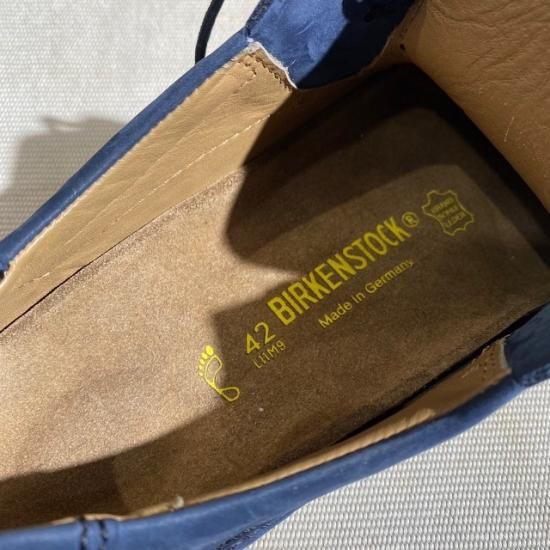 42 BIRKENSTOCK®
L11M9
Made in Germany